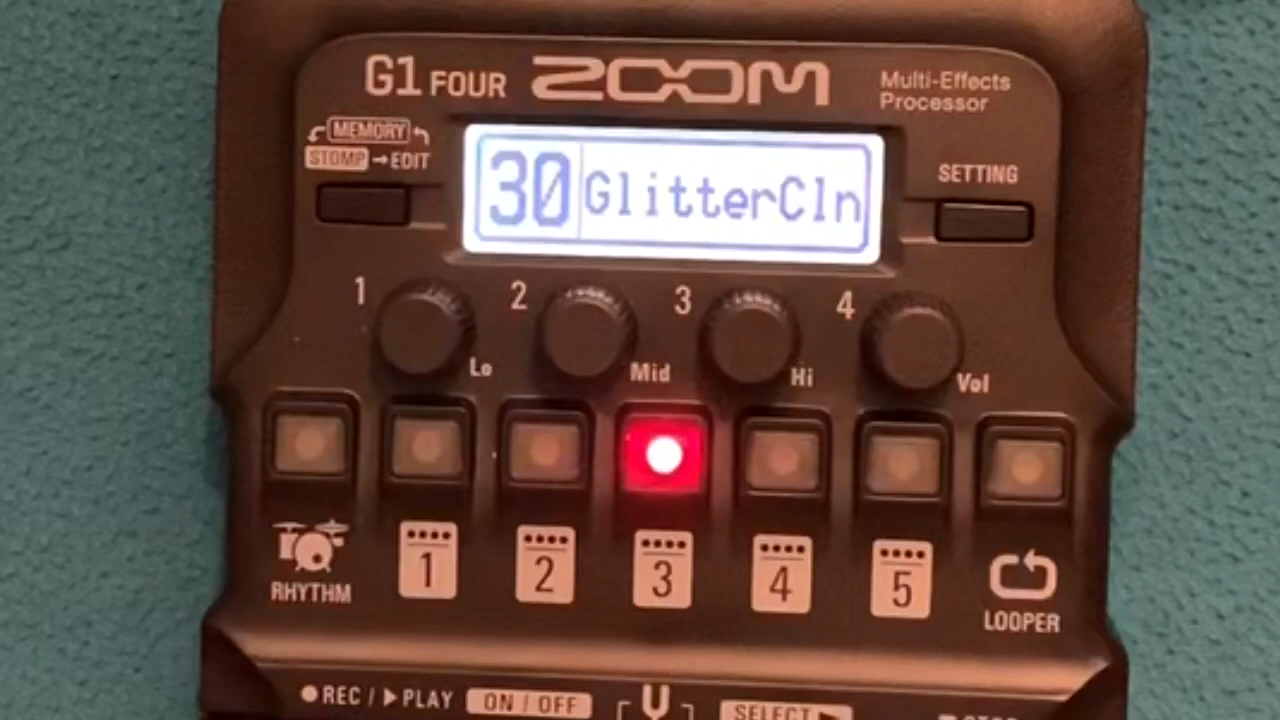 G1 FOUR ZOOM Multi-Effects
Processor
MEMORY
STOMP → EDIT
SETTING
30 GlitterCln
1 2 3 4
Lo Mid Hi Vol
1 2 3 4 5
RHYTHM LOOPER
●REC / ▶PLAY ON / OFF SELECT▶